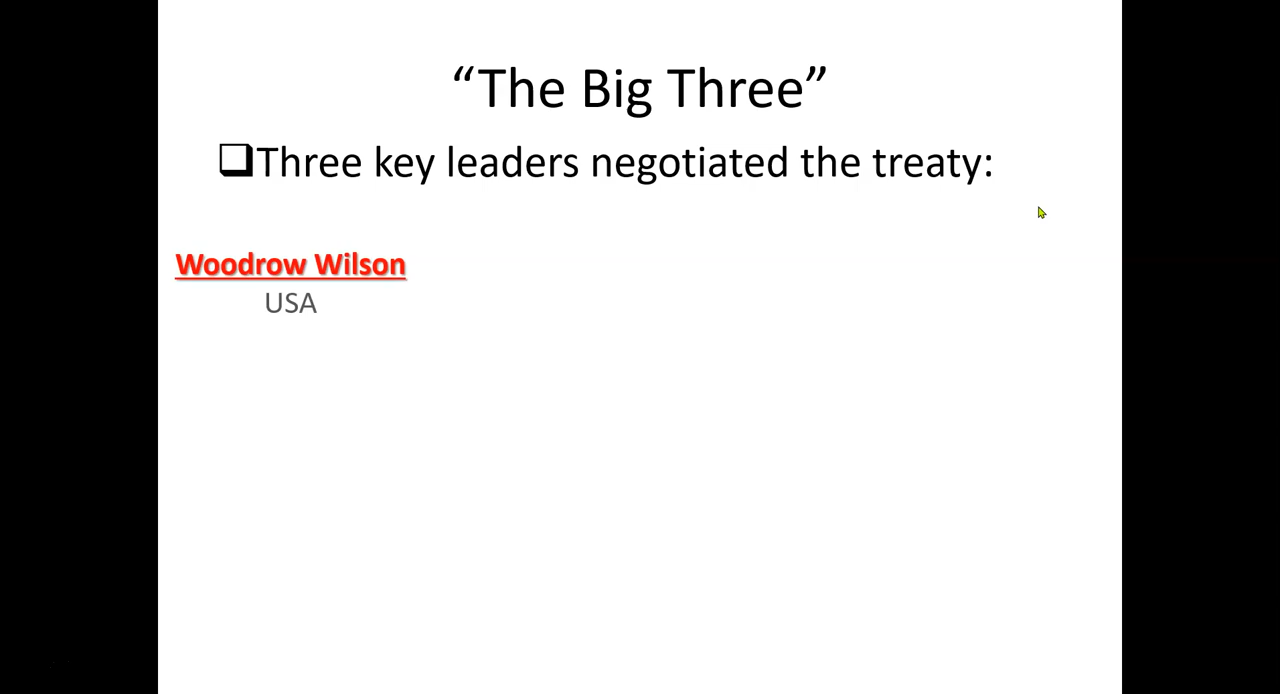 “The Big Three”
❑Three key leaders negotiated the treaty:
Woodrow Wilson
USA